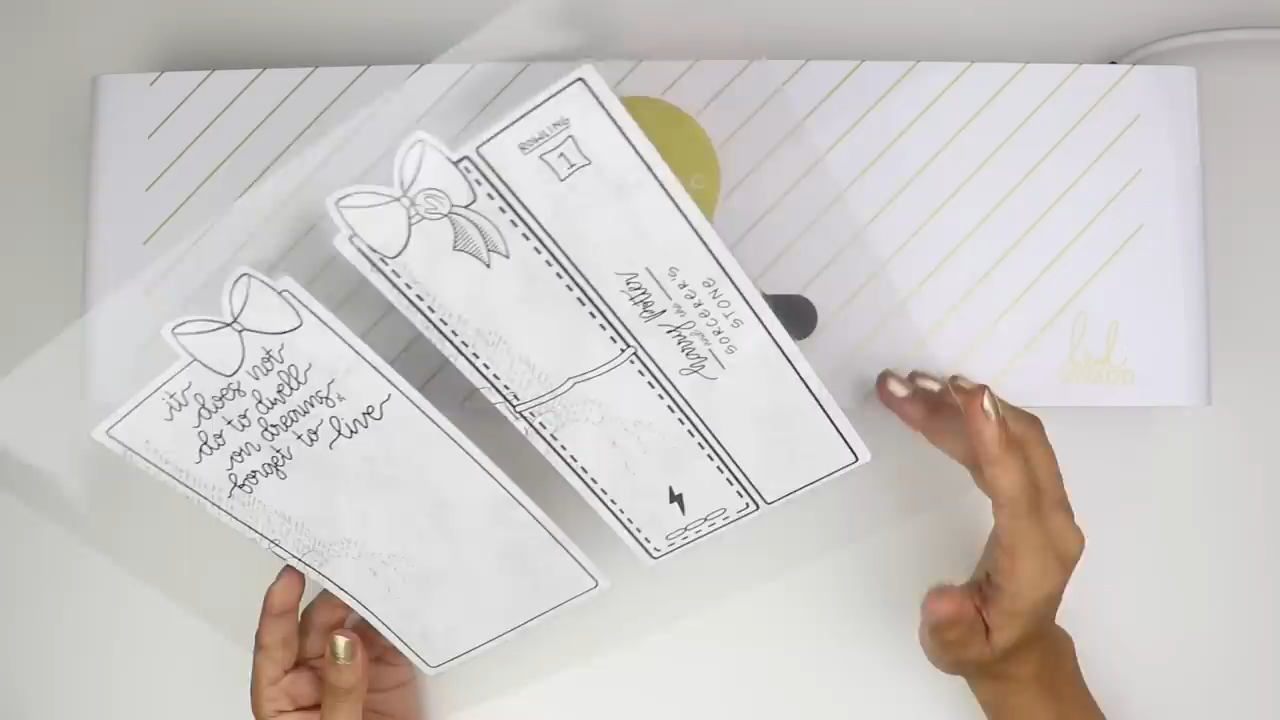 it
does not
do to dwell
on dreams &
forget to live
ROWLING
1
Harry Potter
and the
SORCERER'S
STONE